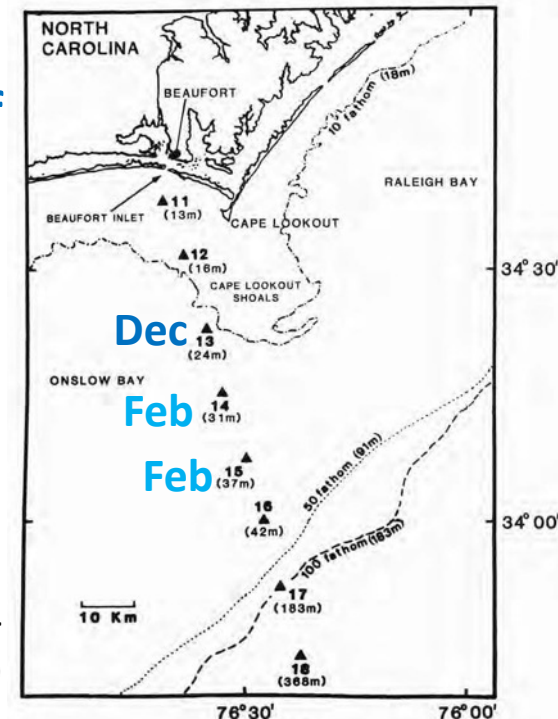 NORTH
CAROLINA
BEAUFORT
10 fathom (18m)
RALEIGH BAY
BEAUFORT INLET
11
(13m)
CAPE LOOKOUT
12
(16m)
34° 30'
CAPE LOOKOUT
SHOALS
Dec
13
(24m)
ONSLOW BAY
Feb
14
(31m)
Feb
15
(37m)
50 fathom (91m)
16
(42m)
34° 00'
100 fathom (183m)
17
(183m)
10 Km
18
(368m)
76° 30'
76° 00'